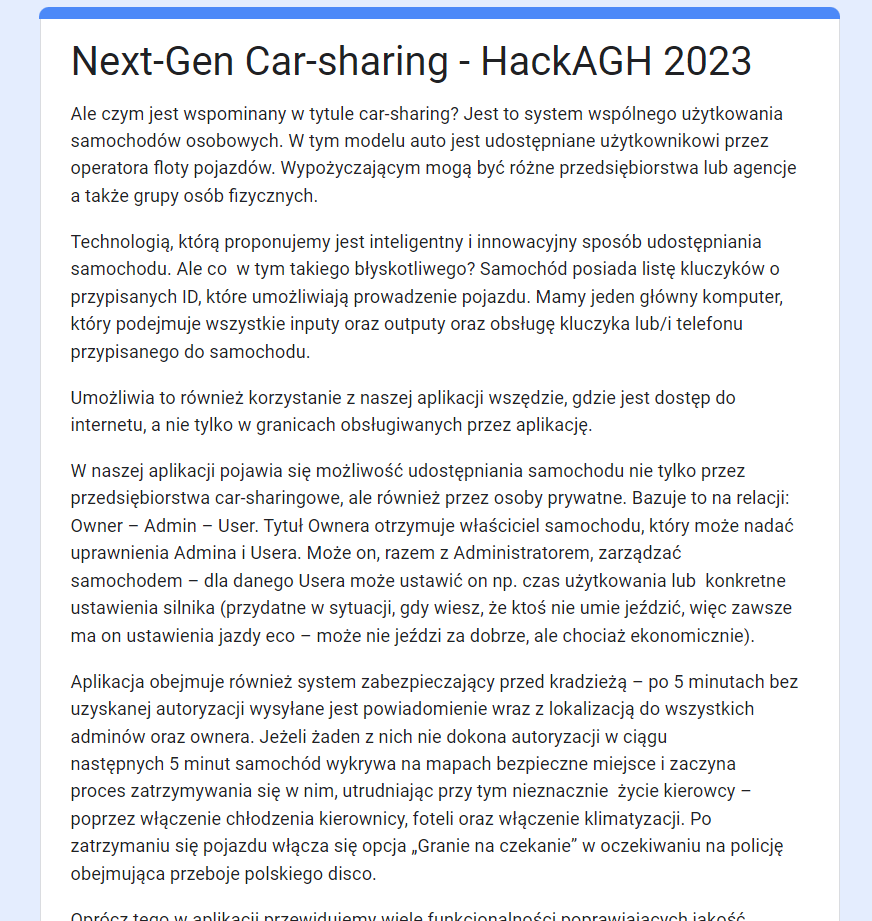 Next-Gen Car-sharing - HackAGH 2023
Ale czym jest wspominany w tytule car-sharing? Jest to system wspólnego użytkowania
samochodów osobowych. W tym modelu auto jest udostępniane użytkownikowi przez
operatora floty pojazdów. Wypożyczającym mogą być różne przedsiębiorstwa lub agencje
a także grupy osób fizycznych.
Technologią, którą proponujemy jest inteligentny i innowacyjny sposób udostępniania
samochodu. Ale co  w tym takiego błyskotliwego? Samochód posiada listę kluczyków o
przypisanych ID, które umożliwiają prowadzenie pojazdu. Mamy jeden główny komputer,
który podejmuje wszystkie inputy oraz outputy oraz obsługę kluczyka lub/i telefonu
przypisanego do samochodu.
Umożliwia to również korzystanie z naszej aplikacji wszędzie, gdzie jest dostęp do
internetu, a nie tylko w granicach obsługiwanych przez aplikację.
W naszej aplikacji pojawia się możliwość udostępniania samochodu nie tylko przez
przedsiębiorstwa car-sharingowe, ale również przez osoby prywatne. Bazuje to na relacji:
Owner – Admin – User. Tytuł Ownera otrzymuje właściciel samochodu, który może nadać
uprawnienia Admina i Usera. Może on, razem z Administratorem, zarządzać
samochodem – dla danego Usera może ustawić on np. czas użytkowania lub  konkretne
ustawienia silnika (przydatne w sytuacji, gdy wiesz, że ktoś nie umie jeździć, więc zawsze
ma on ustawienia jazdy eco – może nie jeździ za dobrze, ale chociaż ekonomicznie).
Aplikacja obejmuje również system zabezpieczający przed kradzieżą – po 5 minutach bez
uzyskanej autoryzacji wysyłane jest powiadomienie wraz z lokalizacją do wszystkich
adminów oraz ownera. Jeżeli żaden z nich nie dokona autoryzacji w ciągu
następnych 5 minut samochód wykrywa na mapach bezpieczne miejsce i zaczyna
proces zatrzymywania się w nim, utrudniając przy tym nieznacznie  życie kierowcy –
poprzez włączenie chłodzenia kierownicy, foteli oraz włączenie klimatyzacji. Po
zatrzymaniu się pojazdu włącza się opcja „Granie na czekanie” w oczekiwaniu na policję
obejmująca przeboje polskiego disco.
Oprócz tego w aplikacji przewidujemy wiele funkcjonalności poprawiających jakość